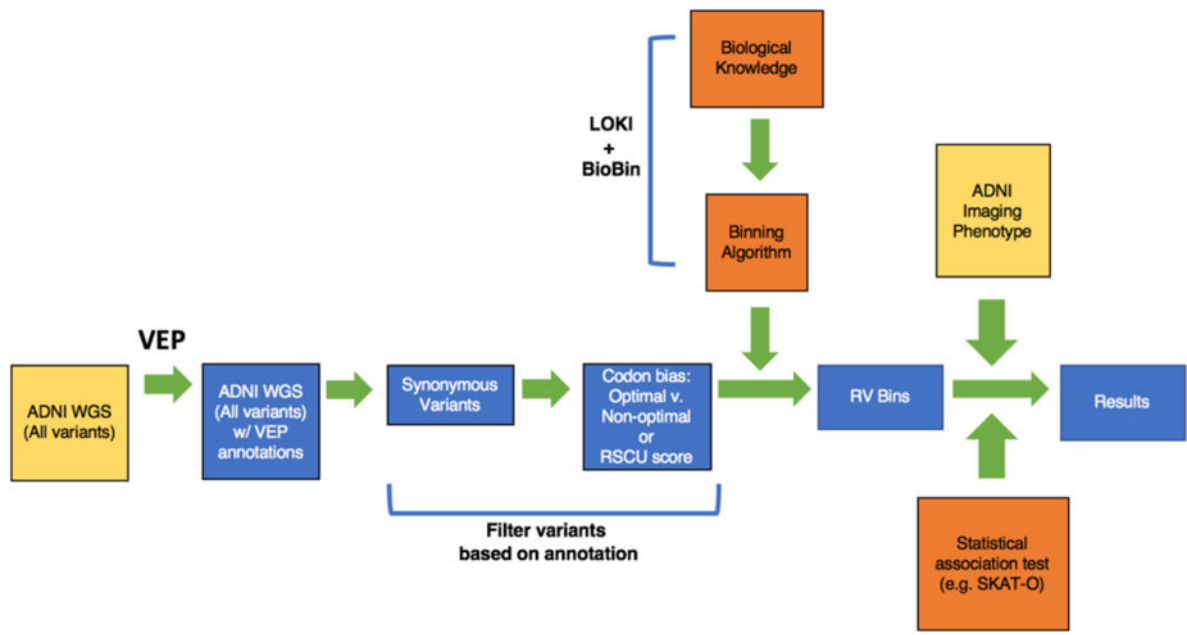 Biological
Knowledge
LOKI
+
BioBin
Binning
Algorithm
ADNI
Imaging
Phenotype
VEP
ADNI WGS
(All variants)
ADNI WGS
(All variants)
w/ VEP
annotations
Synonymous
Variants
Codon bias:
Optimal v.
Non-optimal
or
RSCU score
RV Bins
Results
Filter variants
based on annotation
Statistical
association test
(e.g. SKAT-O)